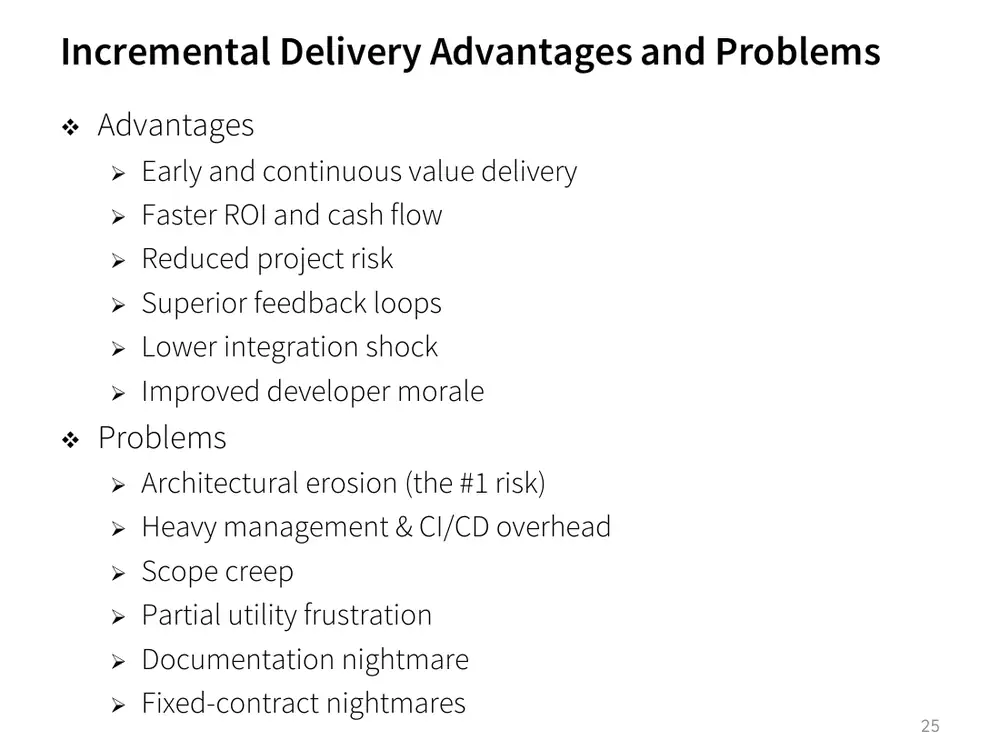 Incremental Delivery Advantages and Problems
❖ Advantages
➢ Early and continuous value delivery
➢ Faster ROI and cash flow
➢ Reduced project risk
➢ Superior feedback loops
➢ Lower integration shock
➢ Improved developer morale
❖ Problems
➢ Architectural erosion (the #1 risk)
➢ Heavy management & CI/CD overhead
➢ Scope creep
➢ Partial utility frustration
➢ Documentation nightmare
➢ Fixed-contract nightmares
25